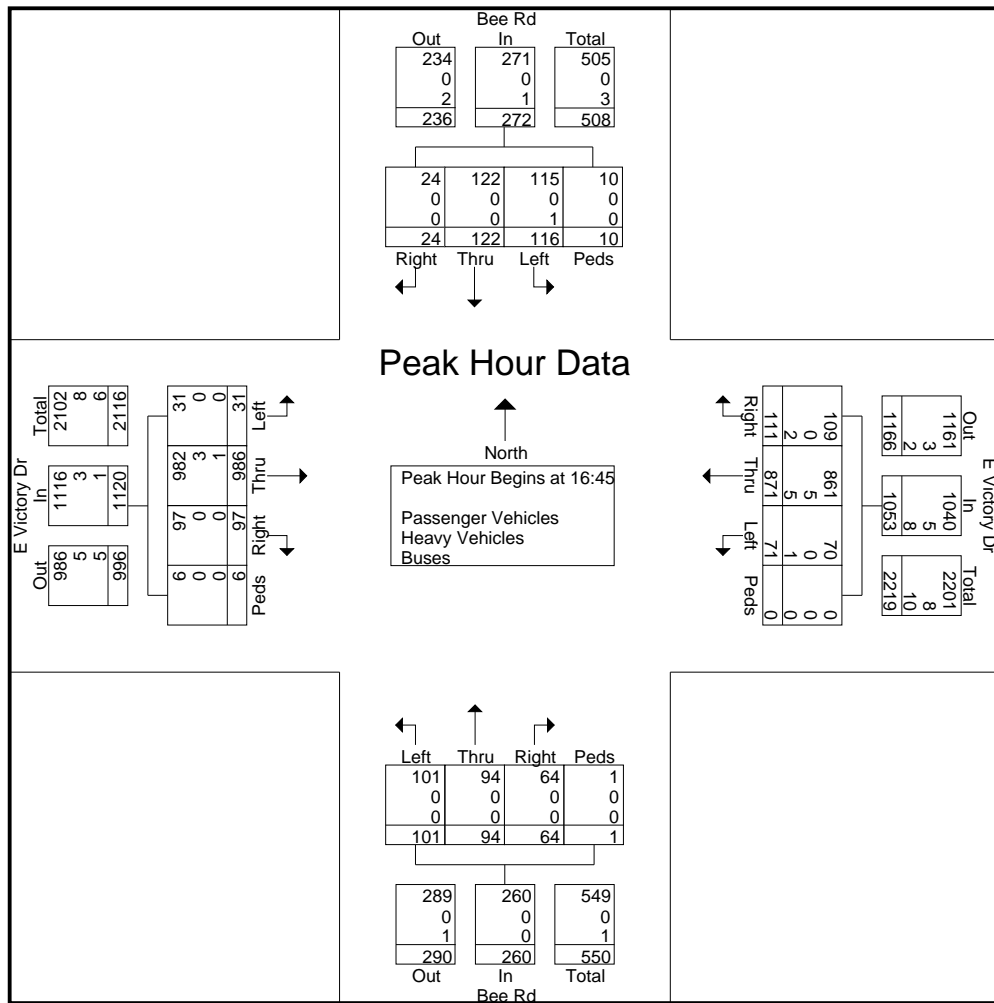 Bee Rd
Out In Total
234 271 505
0 0 0
2 1 3
236 272 508
24 122 115 10
0 0 0 0
0 0 1 0
24 122 116 10
Right Thru Left Peds
Peak Hour Data
North
Peak Hour Begins at 16:45
Passenger Vehicles
Heavy Vehicles
Buses
E Victory Dr
Out In Total
986 1116 2102
5 3 8
5 1 6
996 1120 2116
31 982 97 6
0 3 0 0
0 1 0 0
31 986 97 6
Left Thru Right Peds
E Victory Dr
Out In Total
1161 1040 2201
3 5 8
2 8 10
1166 1053 2219
109 861 70 0
0 5 0 0
2 5 1 0
111 871 71 0
Right Thru Left Peds
Left Thru Right Peds
101 94 64 1
0 0 0 0
0 0 0 0
101 94 64 1
289 260 549
0 0 0
1 0 1
290 260 550
Out In Total
Bee Rd